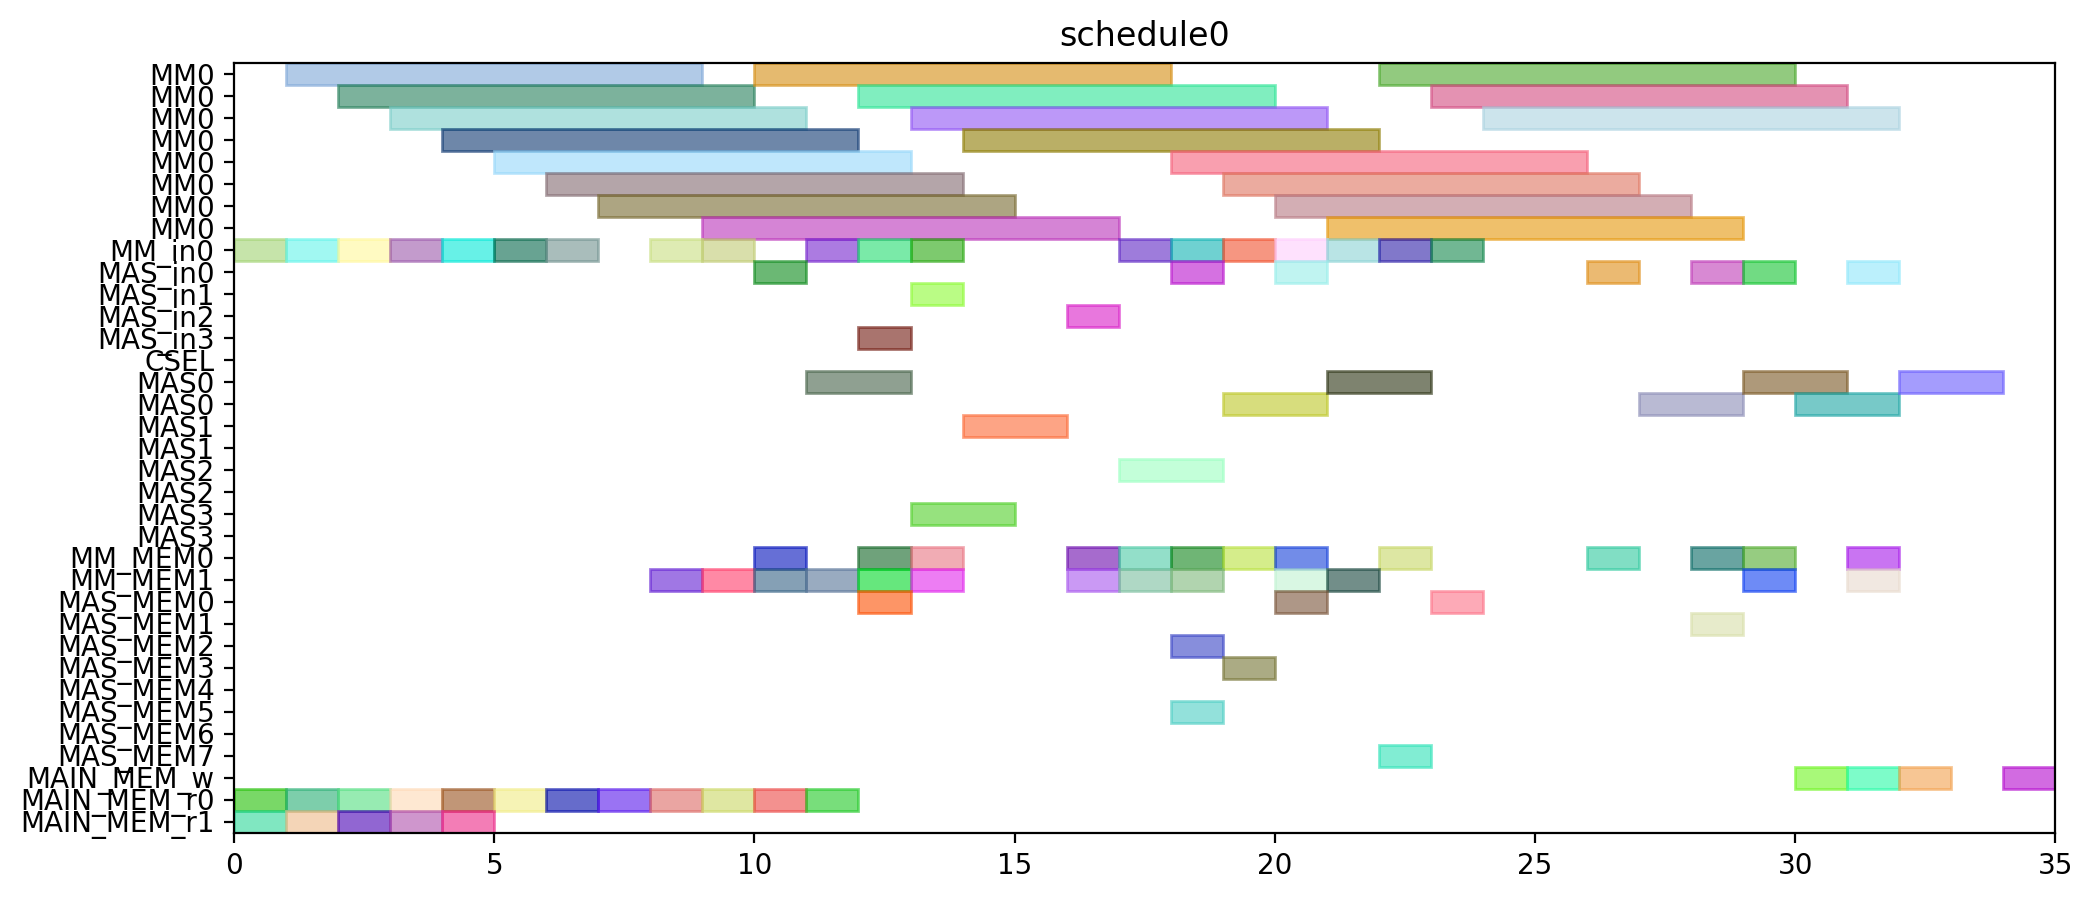 schedule0
MM0
MM0
MM0
MM0
MM0
MM0
MM0
MM0
MM_in0
MAS_in0
MAS_in1
MAS_in2
MAS_in3
CSEL
MAS0
MAS0
MAS1
MAS1
MAS2
MAS2
MAS3
MAS3
MM_MEM0
MM_MEM1
MAS_MEM0
MAS_MEM1
MAS_MEM2
MAS_MEM3
MAS_MEM4
MAS_MEM5
MAS_MEM6
MAS_MEM7
MAIN_MEM_w
MAIN_MEM_r0
MAIN_MEM_r1
0 5 10 15 20 25 30 35